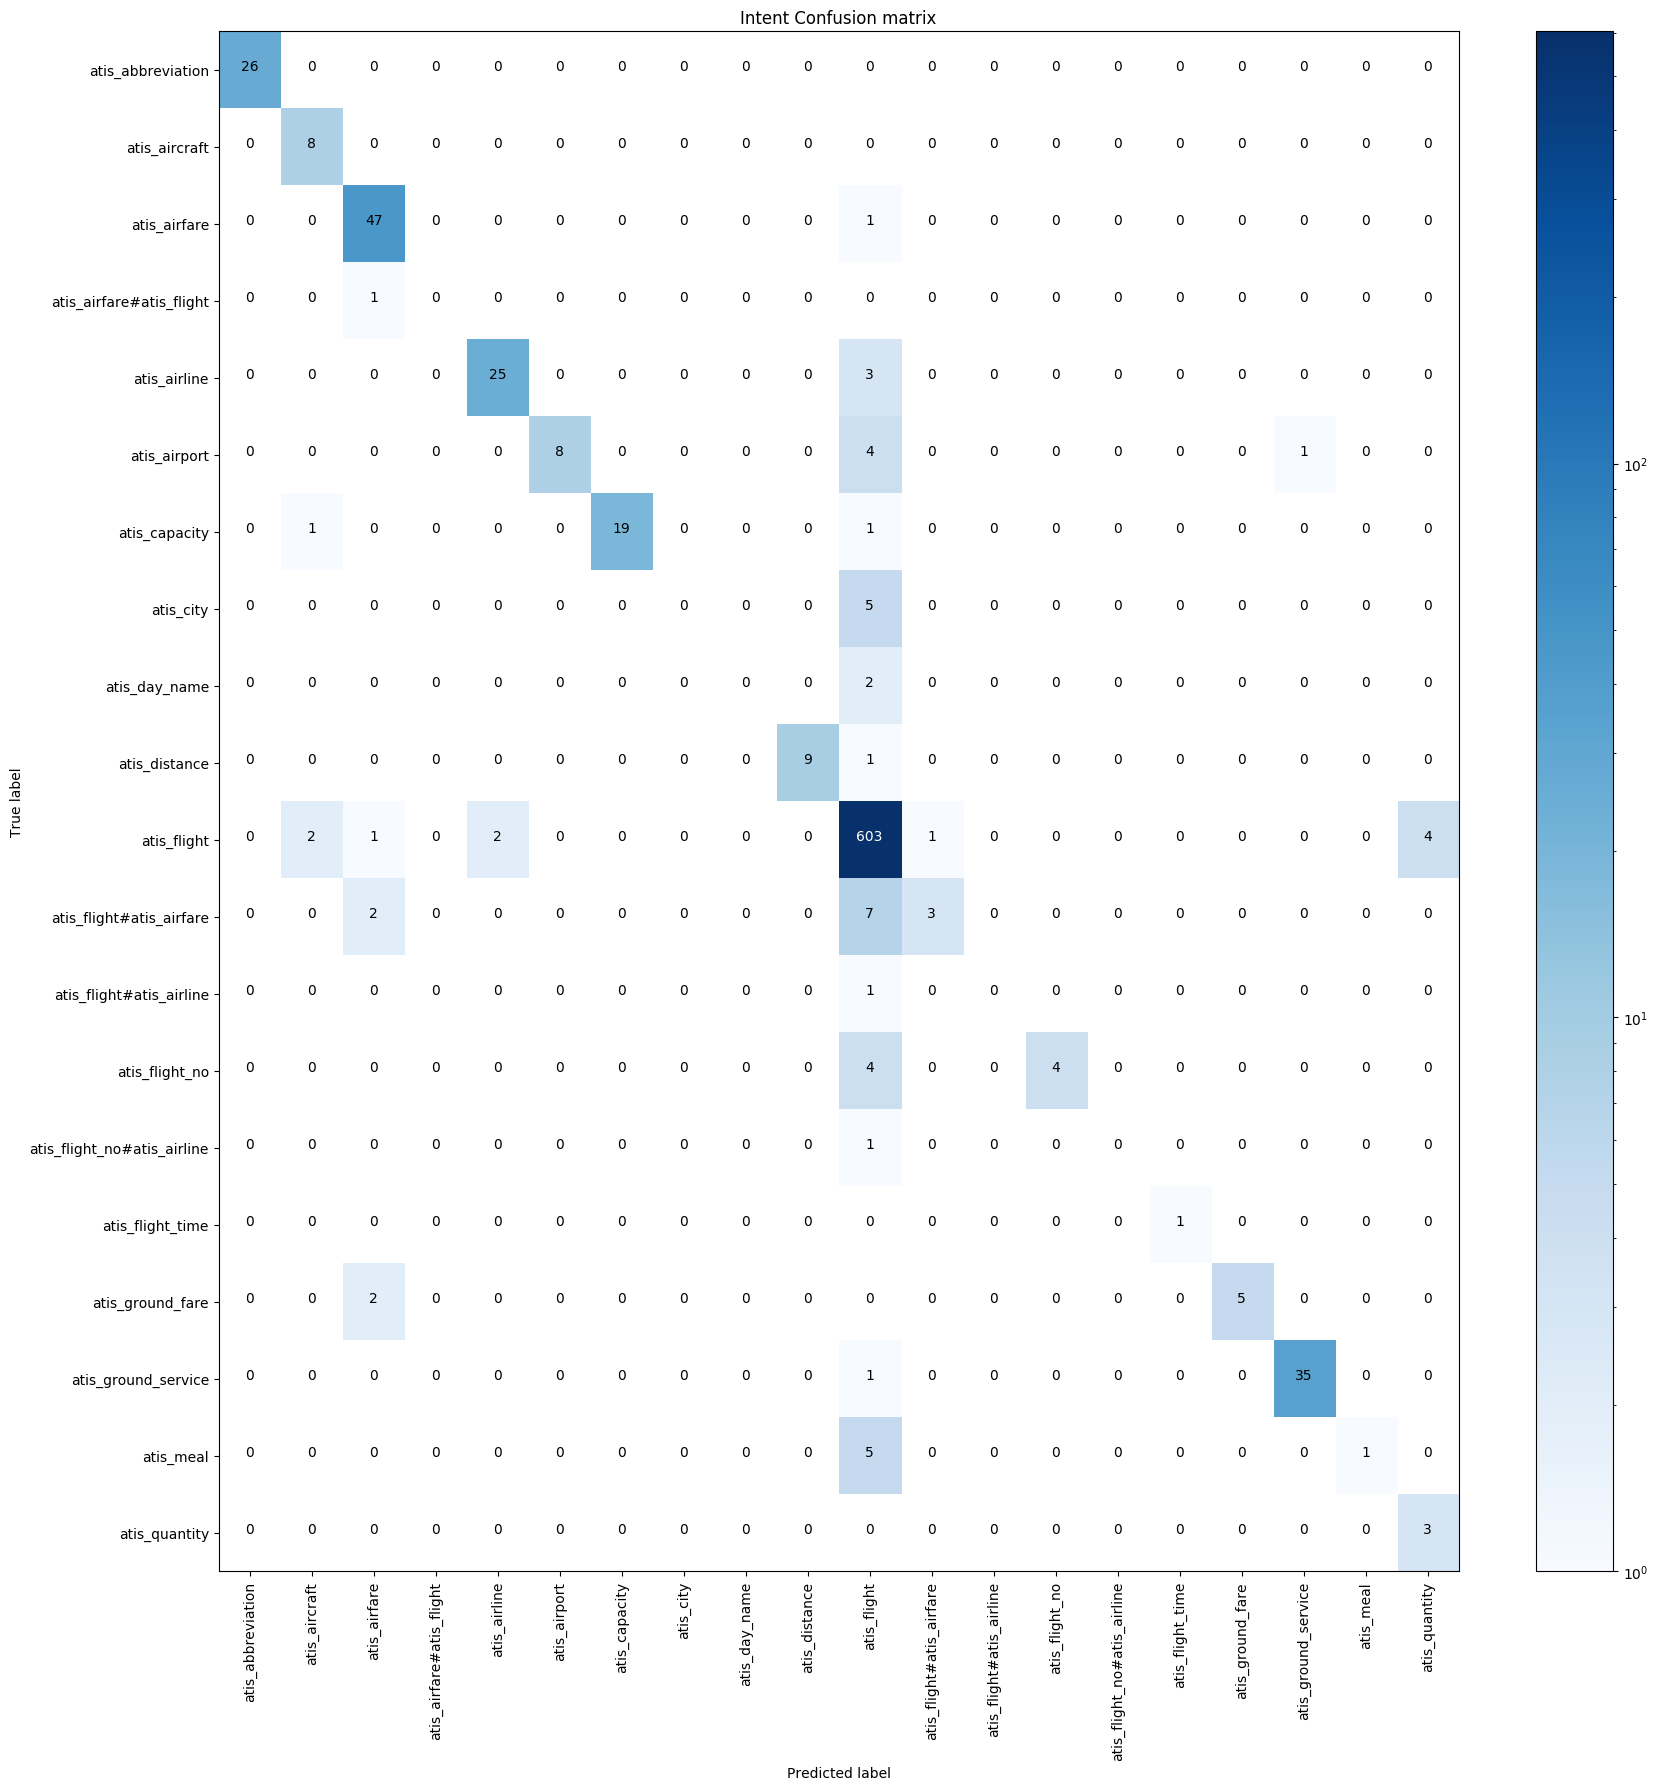 Intent Confusion matrix
True label
atis_abbreviation 26 0 0 0 0 0 0 0 0 0 0 0 0 0 0 0 0 0 0 0
atis_aircraft 0 8 0 0 0 0 0 0 0 0 0 0 0 0 0 0 0 0 0 0
atis_airfare 0 0 47 0 0 0 0 0 0 0 1 0 0 0 0 0 0 0 0 0
atis_airfare#atis_flight 0 0 1 0 0 0 0 0 0 0 0 0 0 0 0 0 0 0 0 0
atis_airline 0 0 0 0 25 0 0 0 0 0 3 0 0 0 0 0 0 0 0 0
atis_airport 0 0 0 0 0 8 0 0 0 0 4 0 0 0 0 0 0 1 0 0
atis_capacity 0 1 0 0 0 0 19 0 0 0 1 0 0 0 0 0 0 0 0 0
atis_city 0 0 0 0 0 0 0 0 0 0 5 0 0 0 0 0 0 0 0 0
atis_day_name 0 0 0 0 0 0 0 0 0 0 2 0 0 0 0 0 0 0 0 0
atis_distance 0 0 0 0 0 0 0 0 0 9 1 0 0 0 0 0 0 0 0 0
atis_flight 0 2 1 0 2 0 0 0 0 0 603 1 0 0 0 0 0 0 0 4
atis_flight#atis_airfare 0 0 2 0 0 0 0 0 0 0 7 3 0 0 0 0 0 0 0 0
atis_flight#atis_airline 0 0 0 0 0 0 0 0 0 0 1 0 0 0 0 0 0 0 0 0
atis_flight_no 0 0 0 0 0 0 0 0 0 0 4 0 0 4 0 0 0 0 0 0
atis_flight_no#atis_airline 0 0 0 0 0 0 0 0 0 0 1 0 0 0 0 0 0 0 0 0
atis_flight_time 0 0 0 0 0 0 0 0 0 0 0 0 0 0 0 1 0 0 0 0
atis_ground_fare 0 0 2 0 0 0 0 0 0 0 0 0 0 0 0 0 5 0 0 0
atis_ground_service 0 0 0 0 0 0 0 0 0 0 1 0 0 0 0 0 0 35 0 0
atis_meal 0 0 0 0 0 0 0 0 0 0 5 0 0 0 0 0 0 0 1 0
atis_quantity 0 0 0 0 0 0 0 0 0 0 0 0 0 0 0 0 0 0 0 3
atis_abbreviation
atis_aircraft
atis_airfare
atis_airfare#atis_flight
atis_airline
atis_airport
atis_capacity
atis_city
atis_day_name
atis_distance
atis_flight
atis_flight#atis_airfare
atis_flight#atis_airline
atis_flight_no
atis_flight_no#atis_airline
atis_flight_time
atis_ground_fare
atis_ground_service
atis_meal
atis_quantity
Predicted label
10²
10¹
10⁰